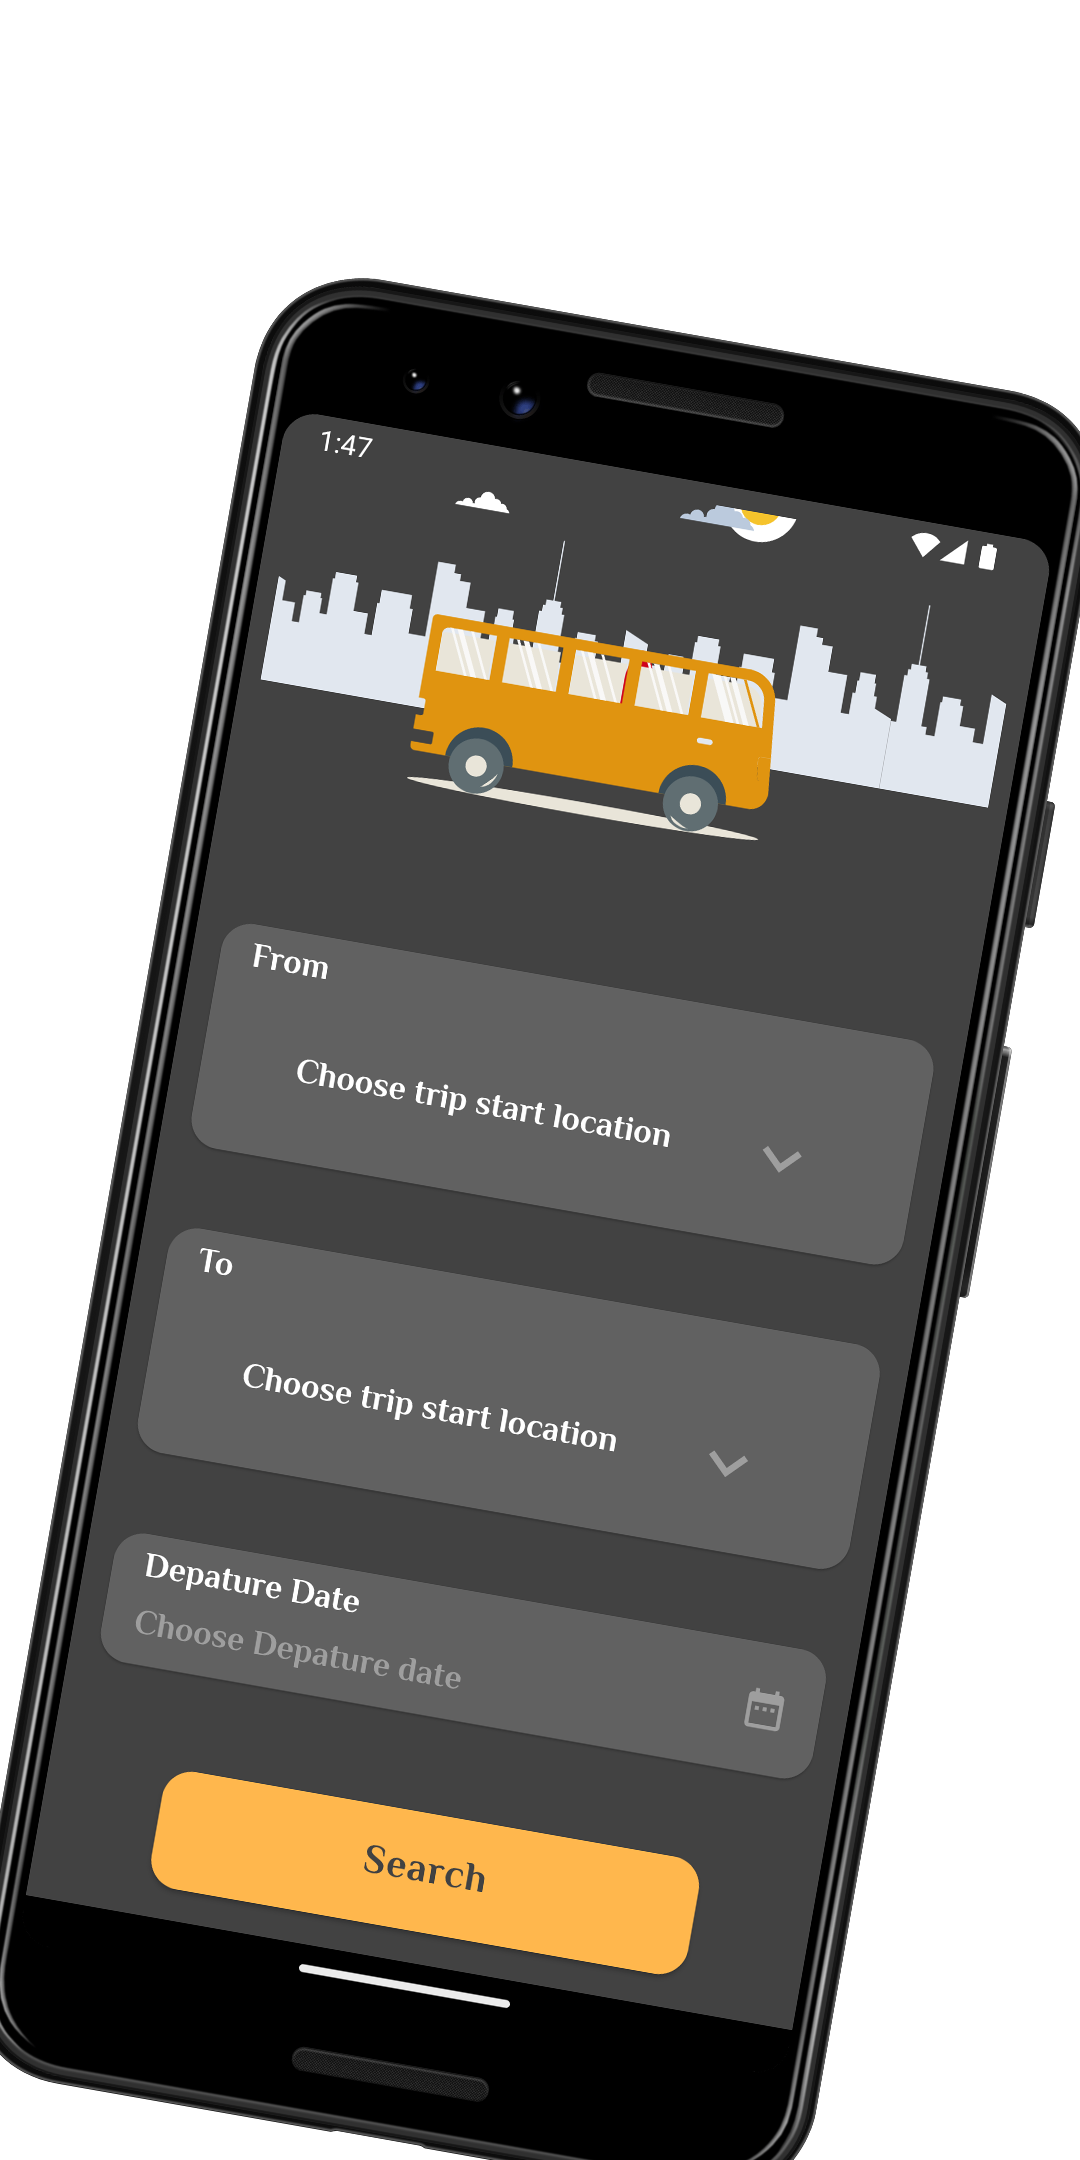 1:47
From
Choose trip start location
To
Choose trip start location
Depature Date
Choose Depature date
Search